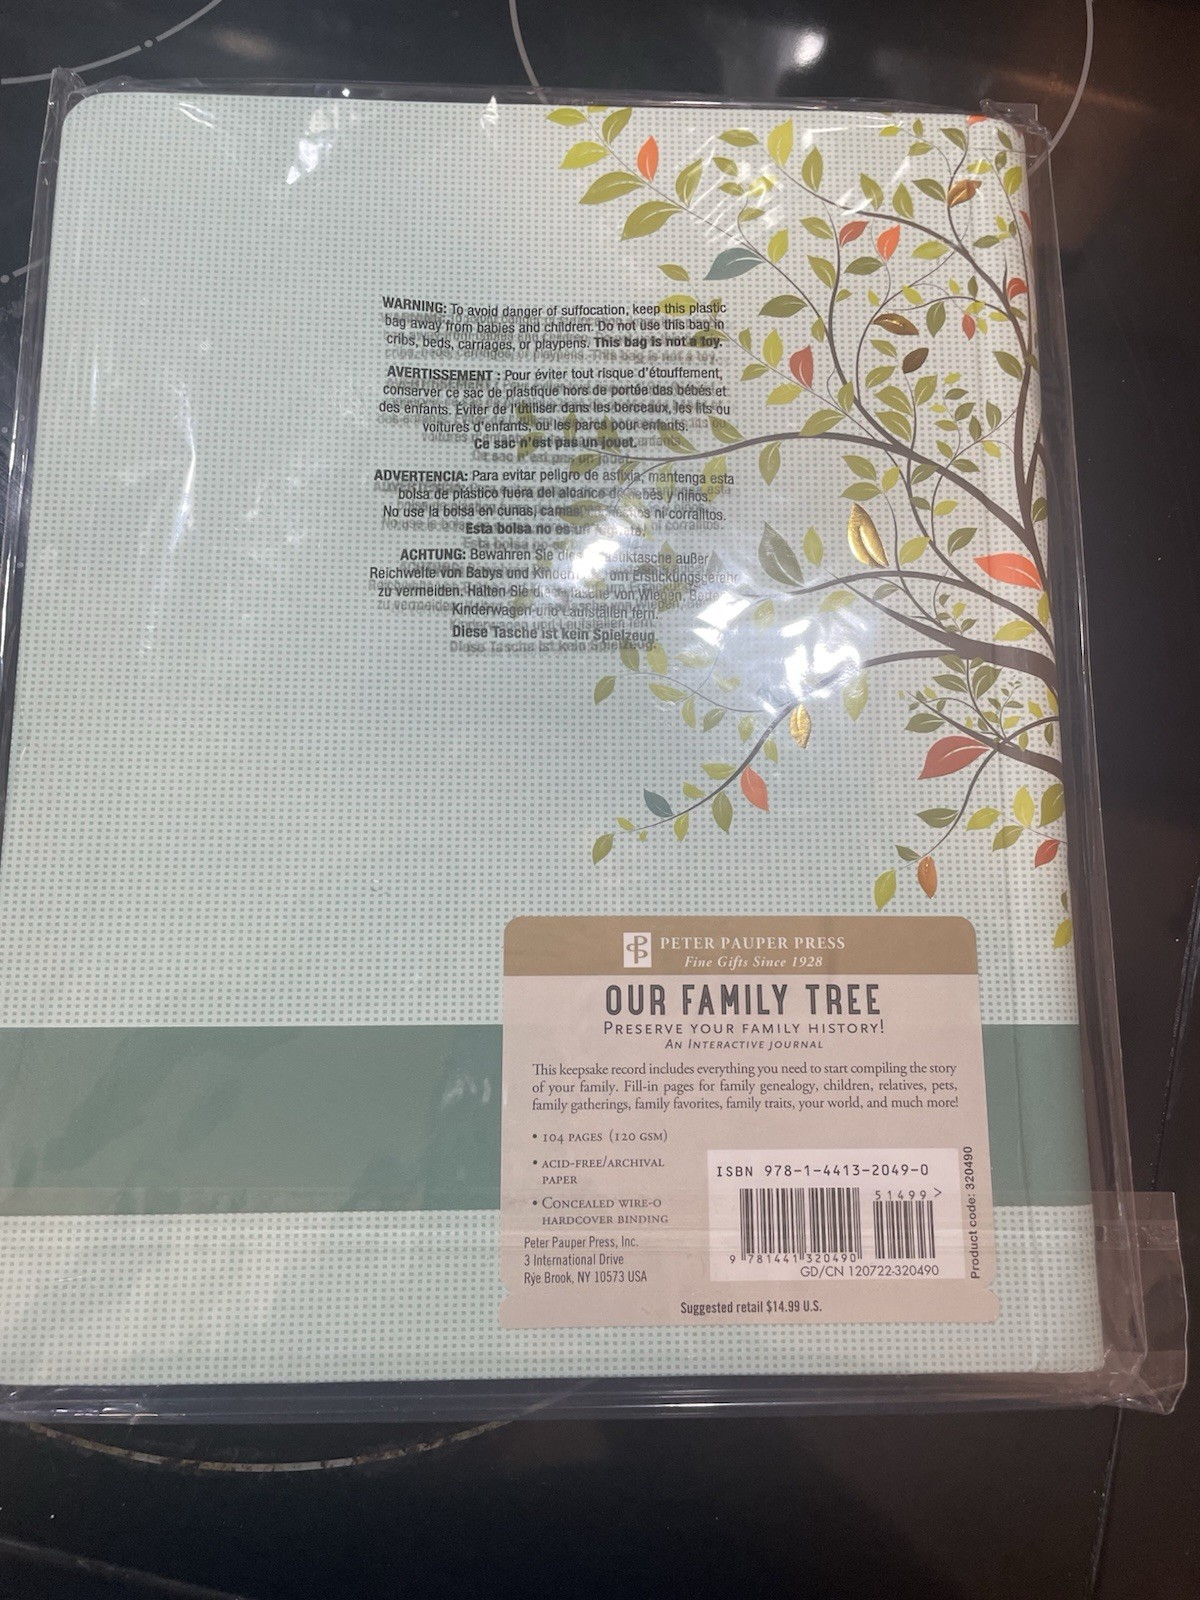 WARNING: To avoid danger of suffocation, keep this plastic
bag away from babies and children. Do not use this bag in
cribs, beds, carriages, or playpens. This bag is not a toy.
AVERTISSEMENT : Pour éviter tout risque d'étouffement,
conserver ce sac de plastique hors de portée des bébés et
des enfants. Éviter de l'utiliser dans les berceaux, les lits ou
voitures d'enfants, ou les parcs pour enfants.
Ce sac n'est pas un jouet.
ADVERTENCIA: Para evitar peligro de asfixia, mantenga esta
bolsa de plástico fuera del alcance de bebés y niños.
No use la bolsa en cunas, camas, ni corralitos.
Esta bolsa no es un
ACHTUNG: Bewahren Sie außer
Reichweite von Babys und Kindern um Erstickungsgefahr
zu vermeiden. Halten Sie Tasche von Wiegen,
Kinderwagen und Laufställen fern.
Diese Tasche ist kein Spielzeug.
PETER PAUPER PRESS
Fine Gifts Since 1928
OUR FAMILY TREE
PRESERVE YOUR FAMILY HISTORY!
AN INTERACTIVE JOURNAL
This keepsake record includes everything you need to start compiling the story
of your family. Fill-in pages for family genealogy, children, relatives, pets,
family gatherings, family favorites, family traits, your world, and much more!
• 104 PAGES (120 GSM)
• ACID-FREE/ARCHIVAL
PAPER
• CONCEALED WIRE-O
HARDCOVER BINDING
Peter Pauper Press, Inc.
3 International Drive
Rye Brook, NY 10573 USA
ISBN 978-1-4413-2049-0
51499>
9 781441 320490
GD/CN 120722-320490
Product code: 320490
Suggested retail $14.99 U.S.